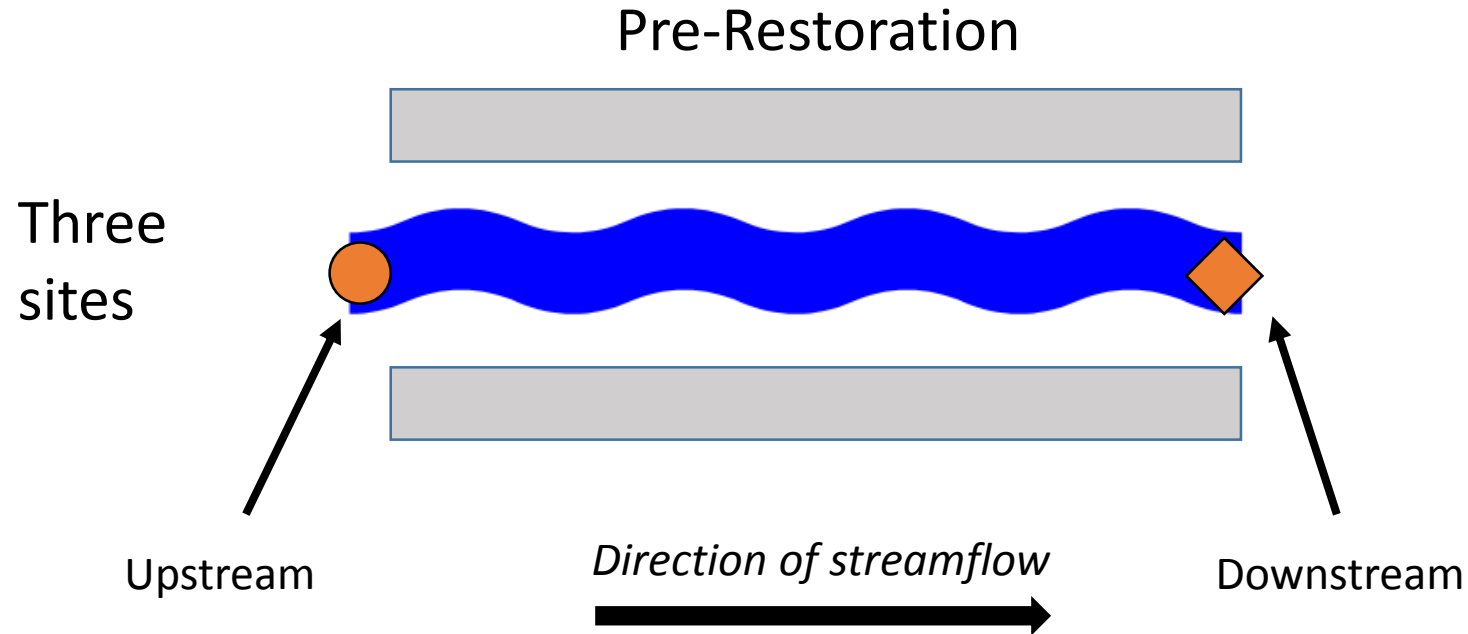 Pre-Restoration
Three
sites
Upstream
Direction of streamflow
Downstream